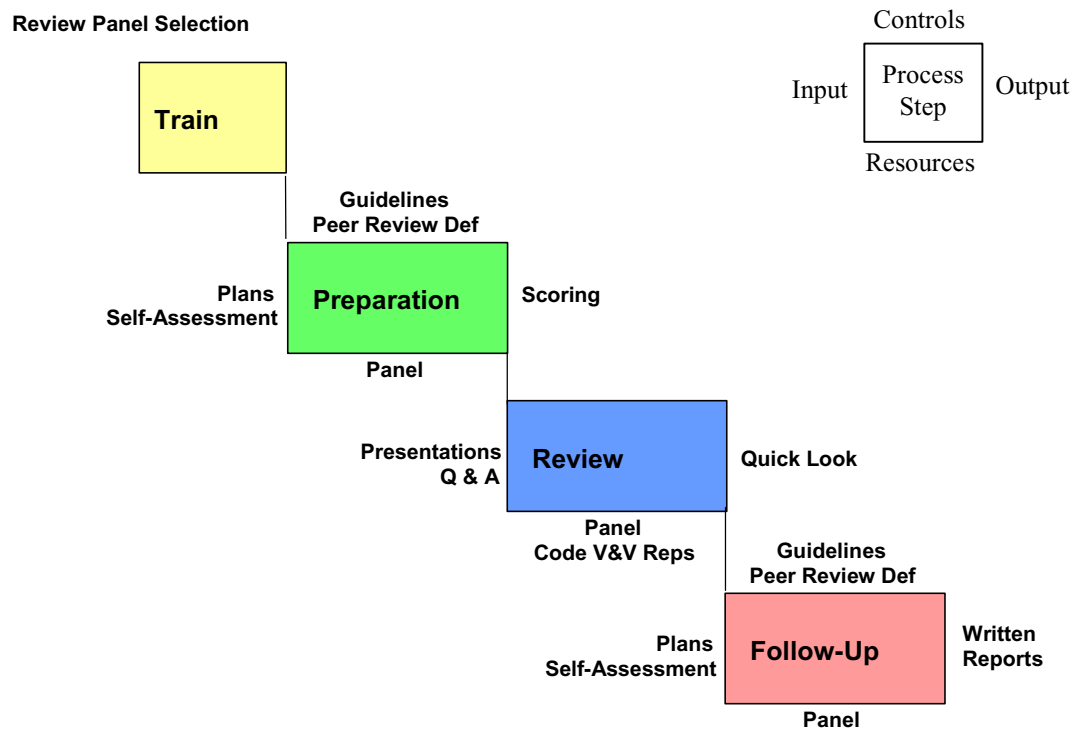 Review Panel Selection
Controls
Input
Process
Step
Output
Resources
Train
Guidelines
Peer Review Def
Plans
Self-Assessment
Preparation
Scoring
Panel
Presentations
Q & A
Review
Quick Look
Panel
Code V&V Reps
Guidelines
Peer Review Def
Plans
Self-Assessment
Follow-Up
Written
Reports
Panel